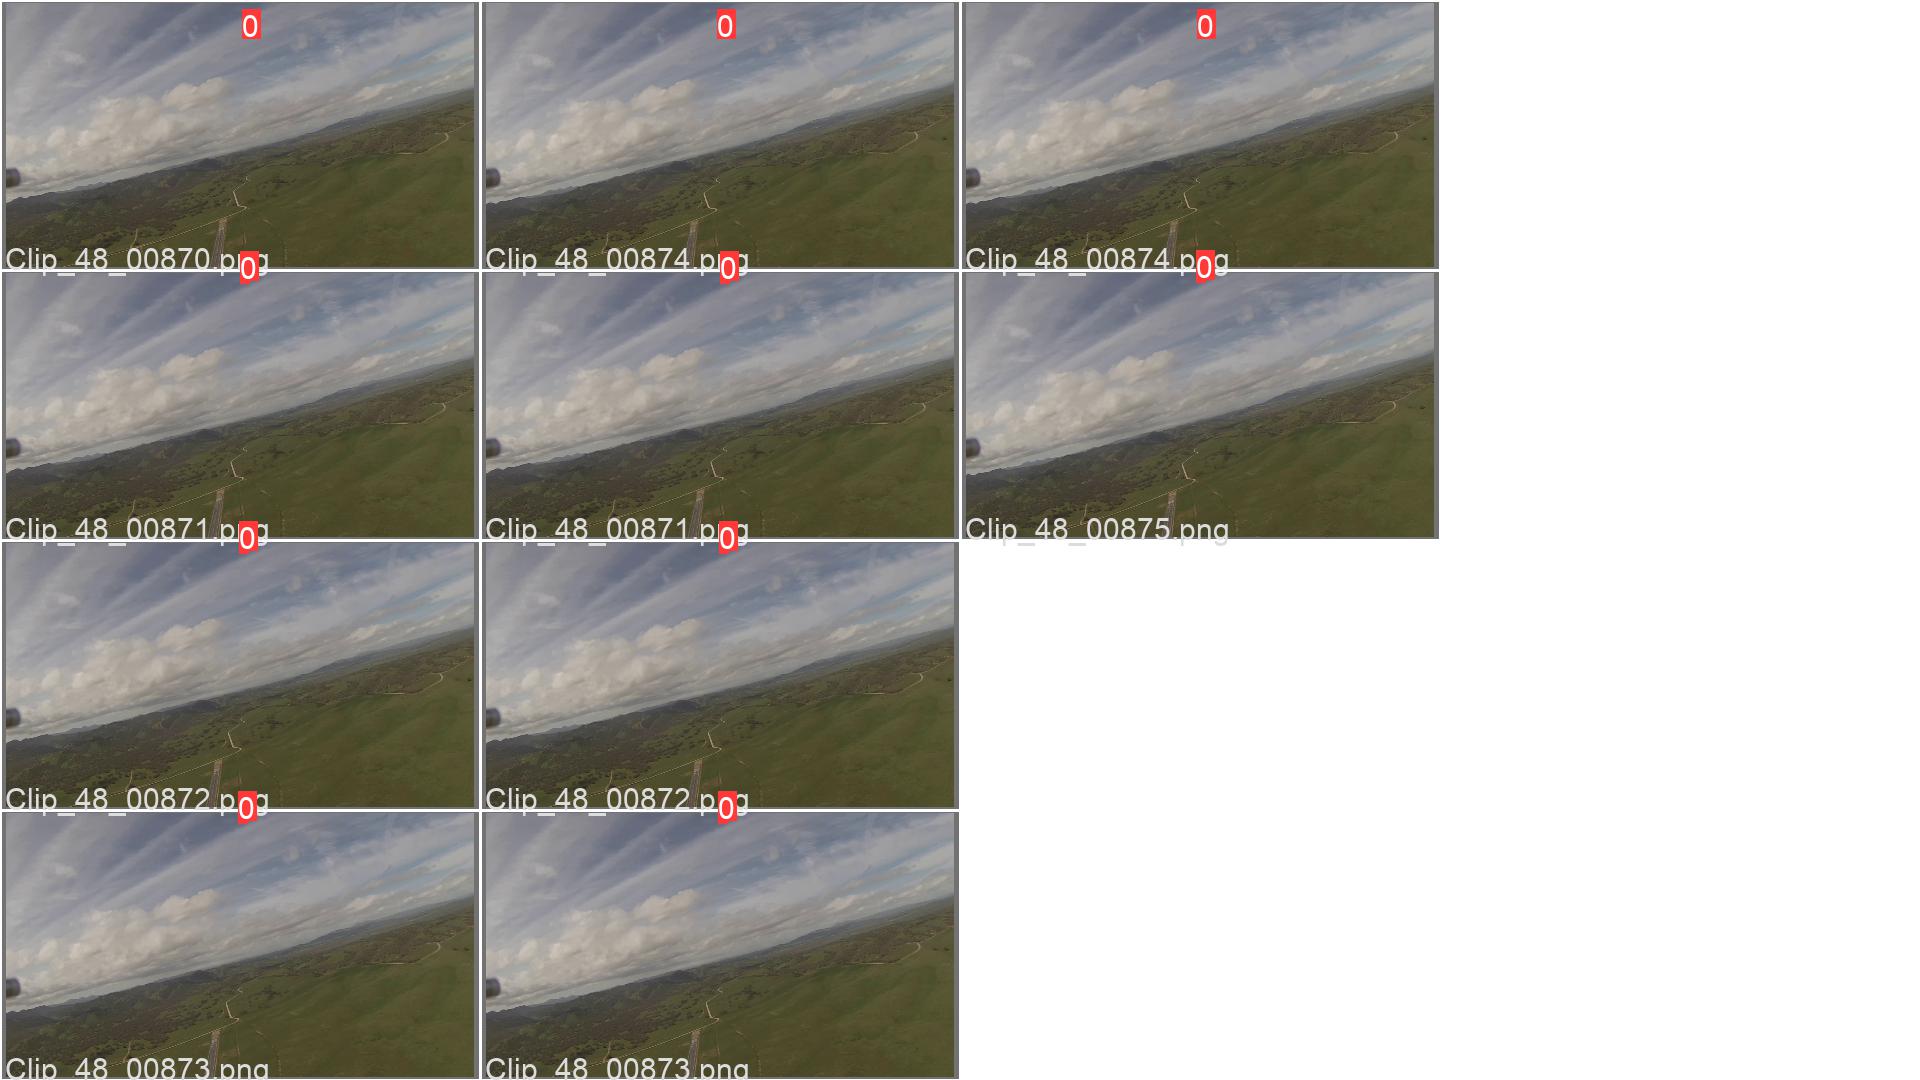 0 0 0
Clip_48_00870.png Clip_48_00874.png Clip_48_00874.png
0 0 0
Clip_48_00871.png Clip_48_00871.png Clip_48_00875.png
0 0
Clip_48_00872.png Clip_48_00872.png
0 0
Clip_48_00873.png Clip_48_00873.png